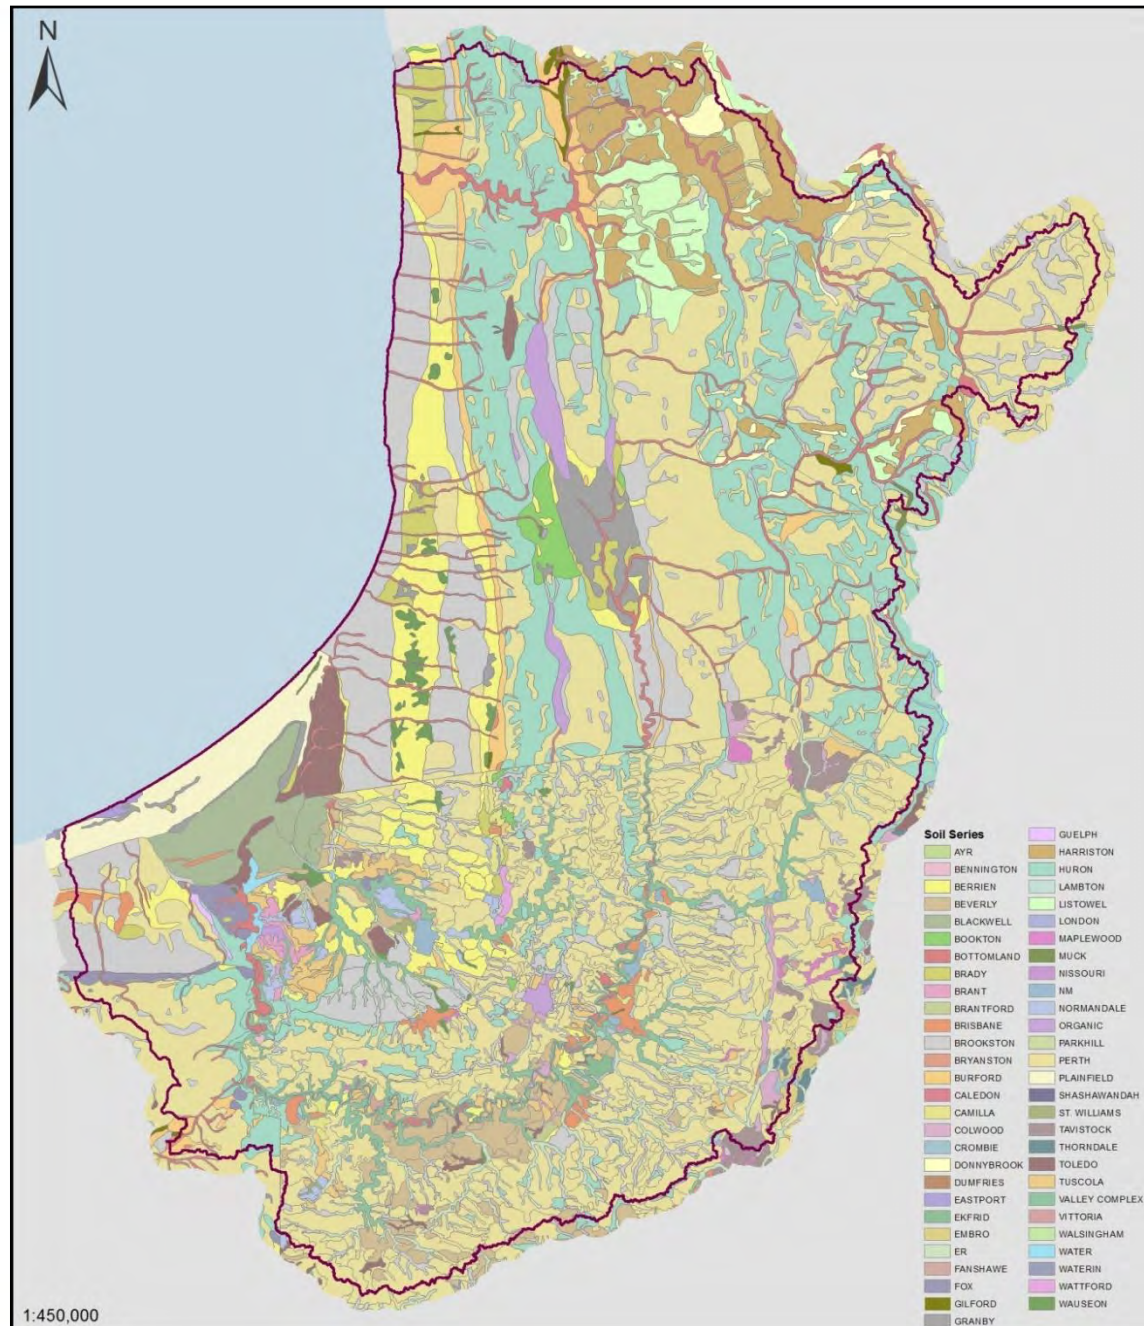 N
Soil Series
AYR
BENNINGTON
BERRIEN
BEVERLY
BLACKWELL
BOOKTON
BOTTOMLAND
BRADY
BRANT
BRANTFORD
BRISBANE
BROOKSTON
BRYANSTON
BURFORD
CALEDON
CAMILLA
COLWOOD
CROMBIE
DONNYBROOK
DUMFRIES
EASTPORT
EKFRID
EMBRO
ER
FANSHAWE
FOX
GILFORD
GRANBY
GUELPH
HARRISTON
HURON
LAMBTON
LISTOWEL
LONDON
MAPLEWOOD
MUCK
NISSOURI
NM
NORMANDALE
ORGANIC
PARKHILL
PERTH
PLAINFIELD
SHASHAWANDAH
ST. WILLIAMS
TAVISTOCK
THORNDALE
TOLEDO
TUSCOLA
VALLEY COMPLEX
VITTORIA
WALSINGHAM
WATER
WATERIN
WATTFORD
WAUSEON
1:450,000